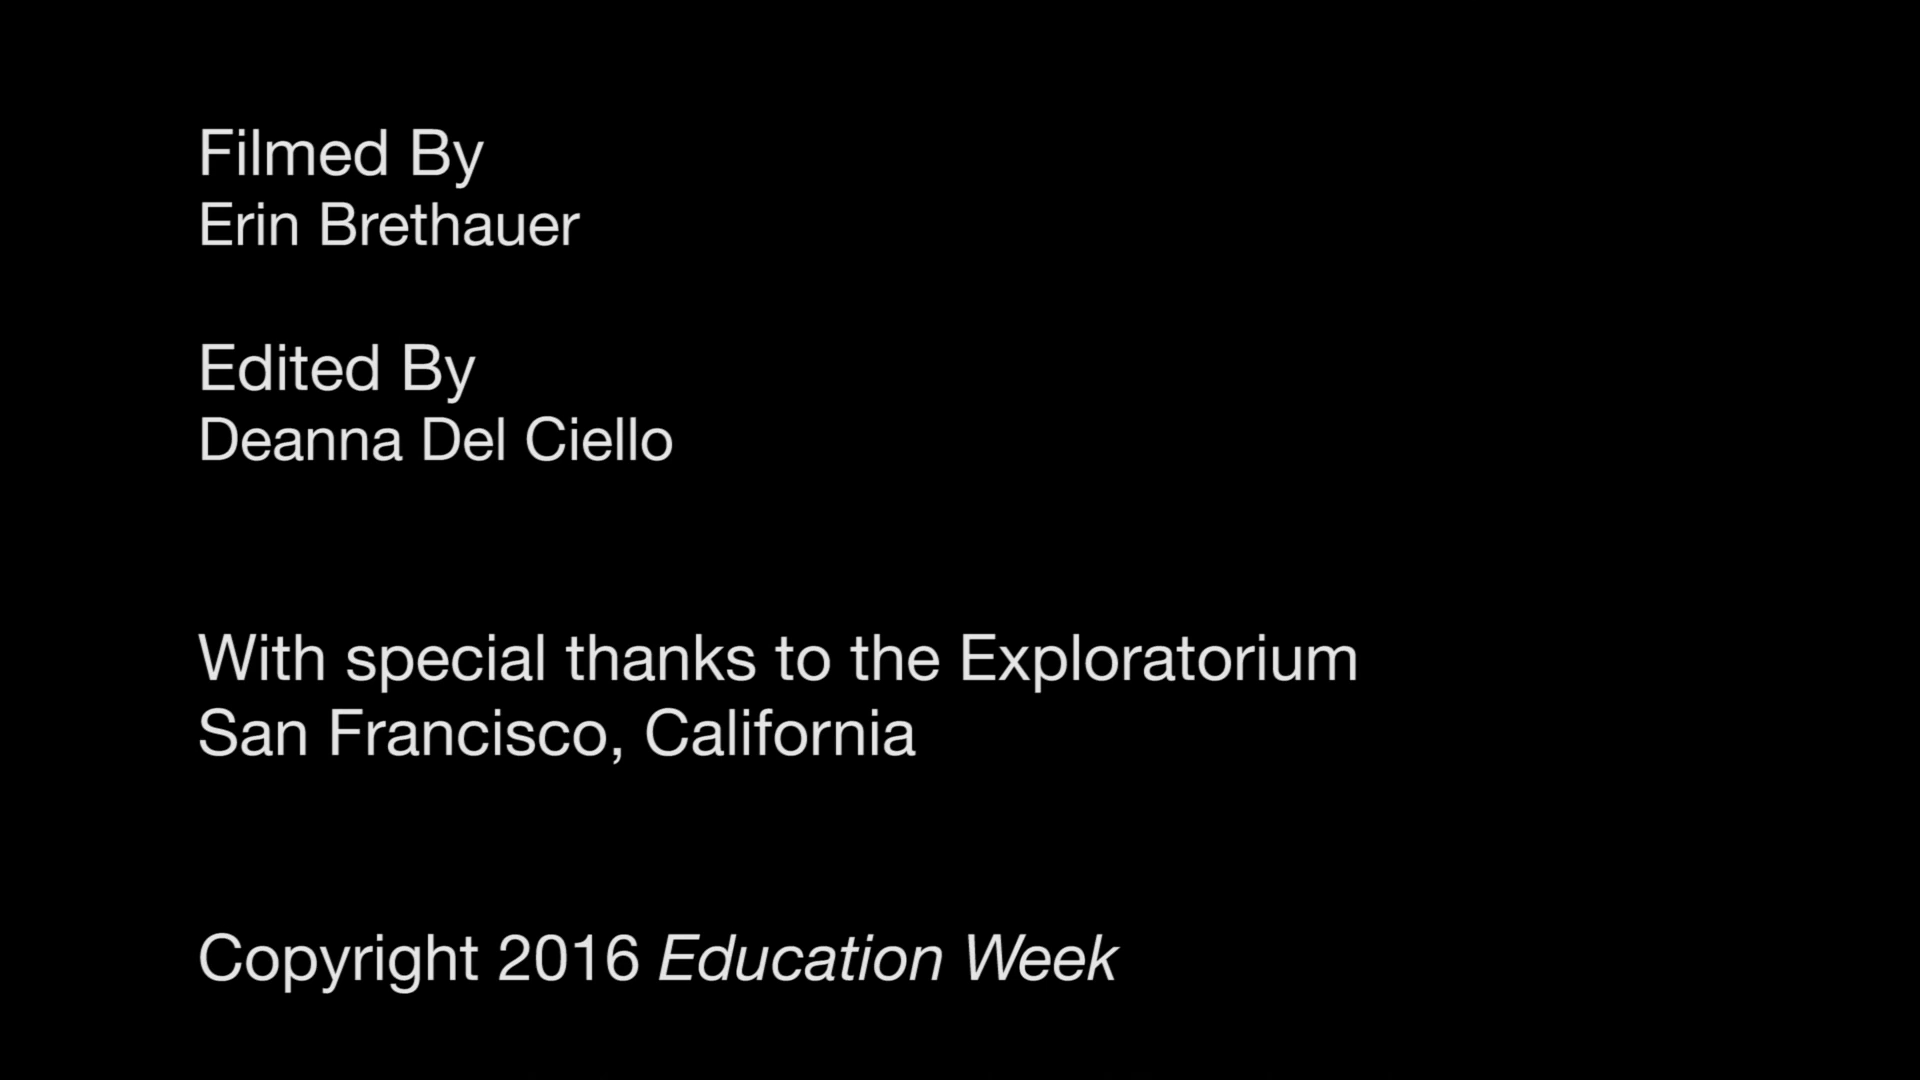 Filmed By
Erin Brethauer
Edited By
Deanna Del Ciello
With special thanks to the Exploratorium
San Francisco, California
Copyright 2016 Education Week